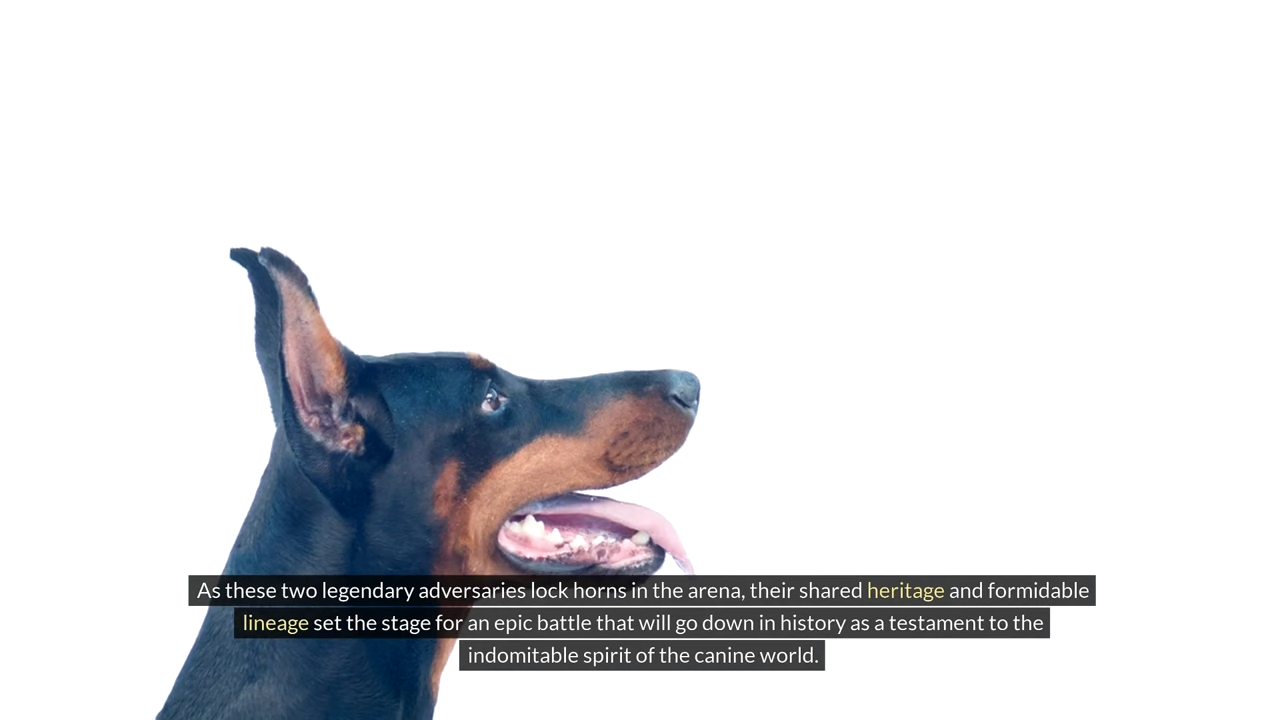 As these two legendary adversaries lock horns in the arena, their shared heritage and formidable
lineage set the stage for an epic battle that will go down in history as a testament to the
indomitable spirit of the canine world.